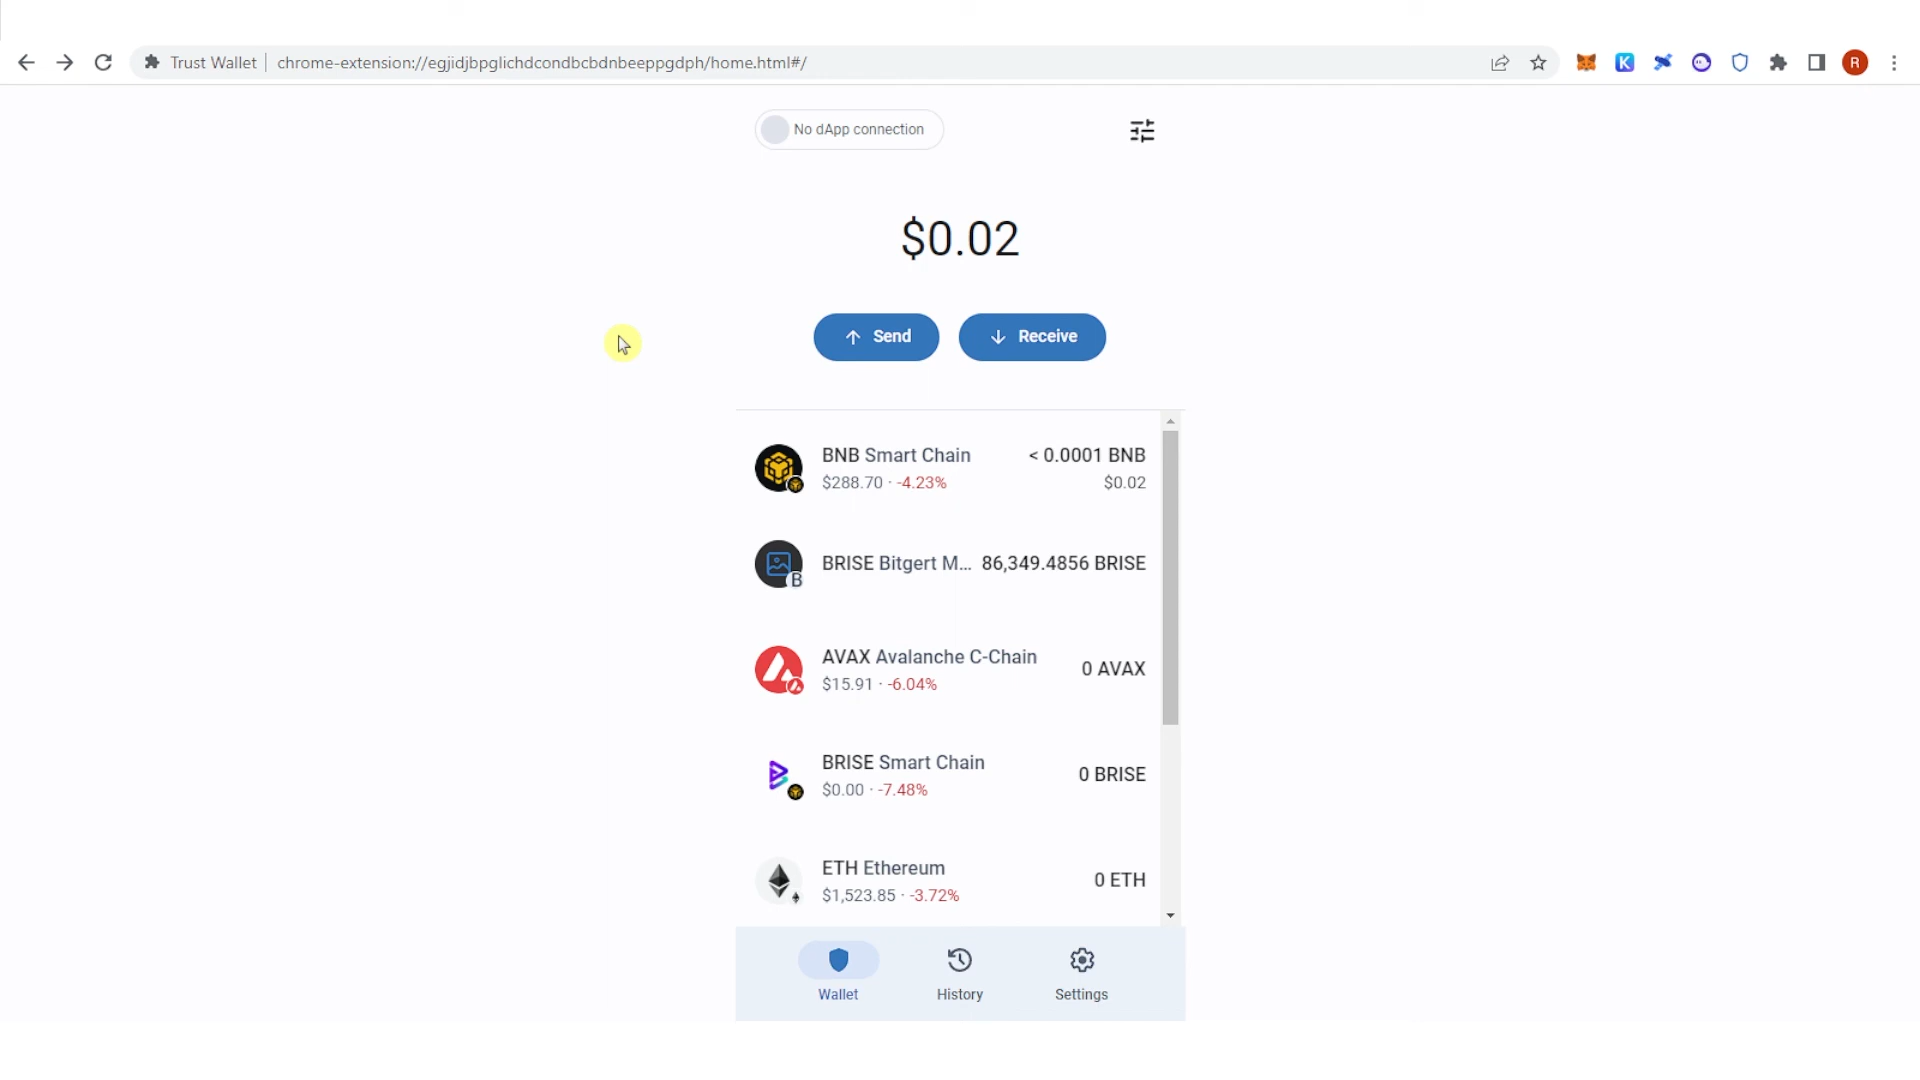 Trust Wallet | chrome-extension://egjidjbpglichdcondbcbdnbeeppgdph/home.html#/
K
R
No dApp connection
$0.02
Send
Receive
BNB Smart Chain < 0.0001 BNB
$288.70 · -4.23% $0.02
BRISE Bitgert M... 86,349.4856 BRISE
B
AVAX Avalanche C-Chain
0 AVAX
$15.91 · -6.04%
BRISE Smart Chain
0 BRISE
$0.00 · -7.48%
ETH Ethereum
0 ETH
$1,523.85 · -3.72%
Wallet
History
Settings